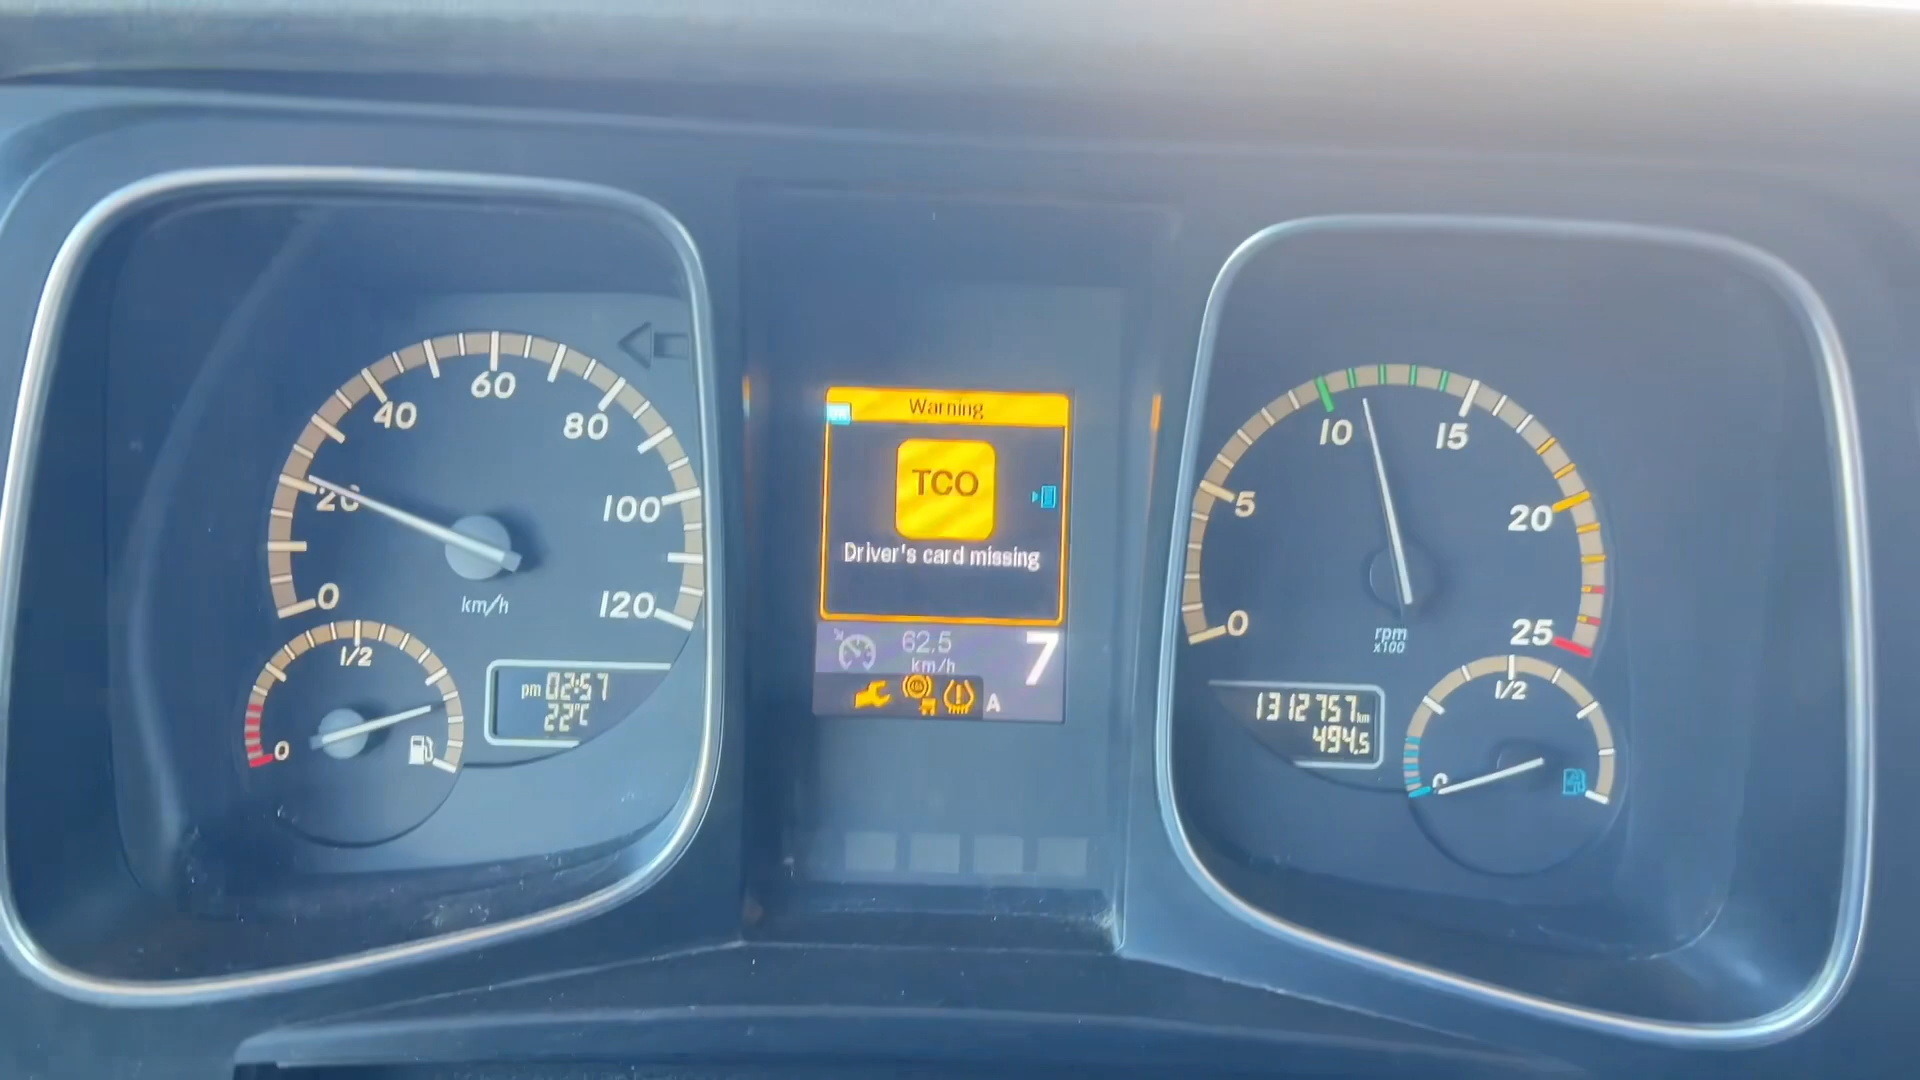 0
20
40
60
80
100
120
km/h
0
1/2
pm 02:57
22°C
Warning
TCO
Driver's card missing
62.5
km/h
7
A
0
5
10
15
20
25
rpm
x100
1312757 km
494.5
0
1/2